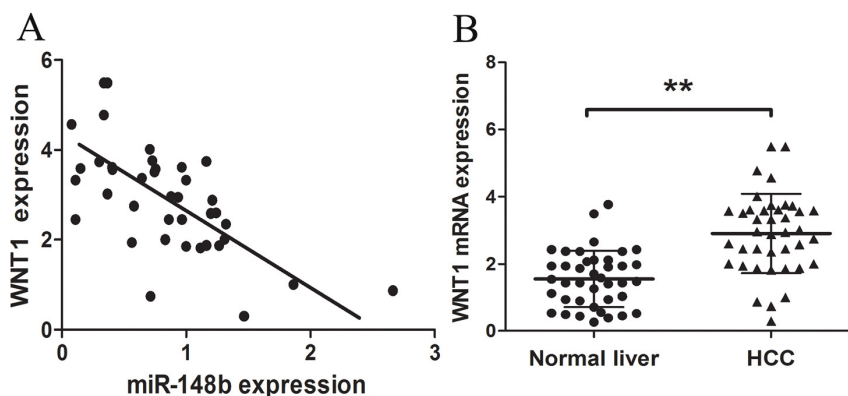 A
6
4
2
0
WNT1 expression
0 1 2 3
miR-148b expression
B
**
8
6
4
2
0
WNT1 mRNA expression
Normal liver HCC